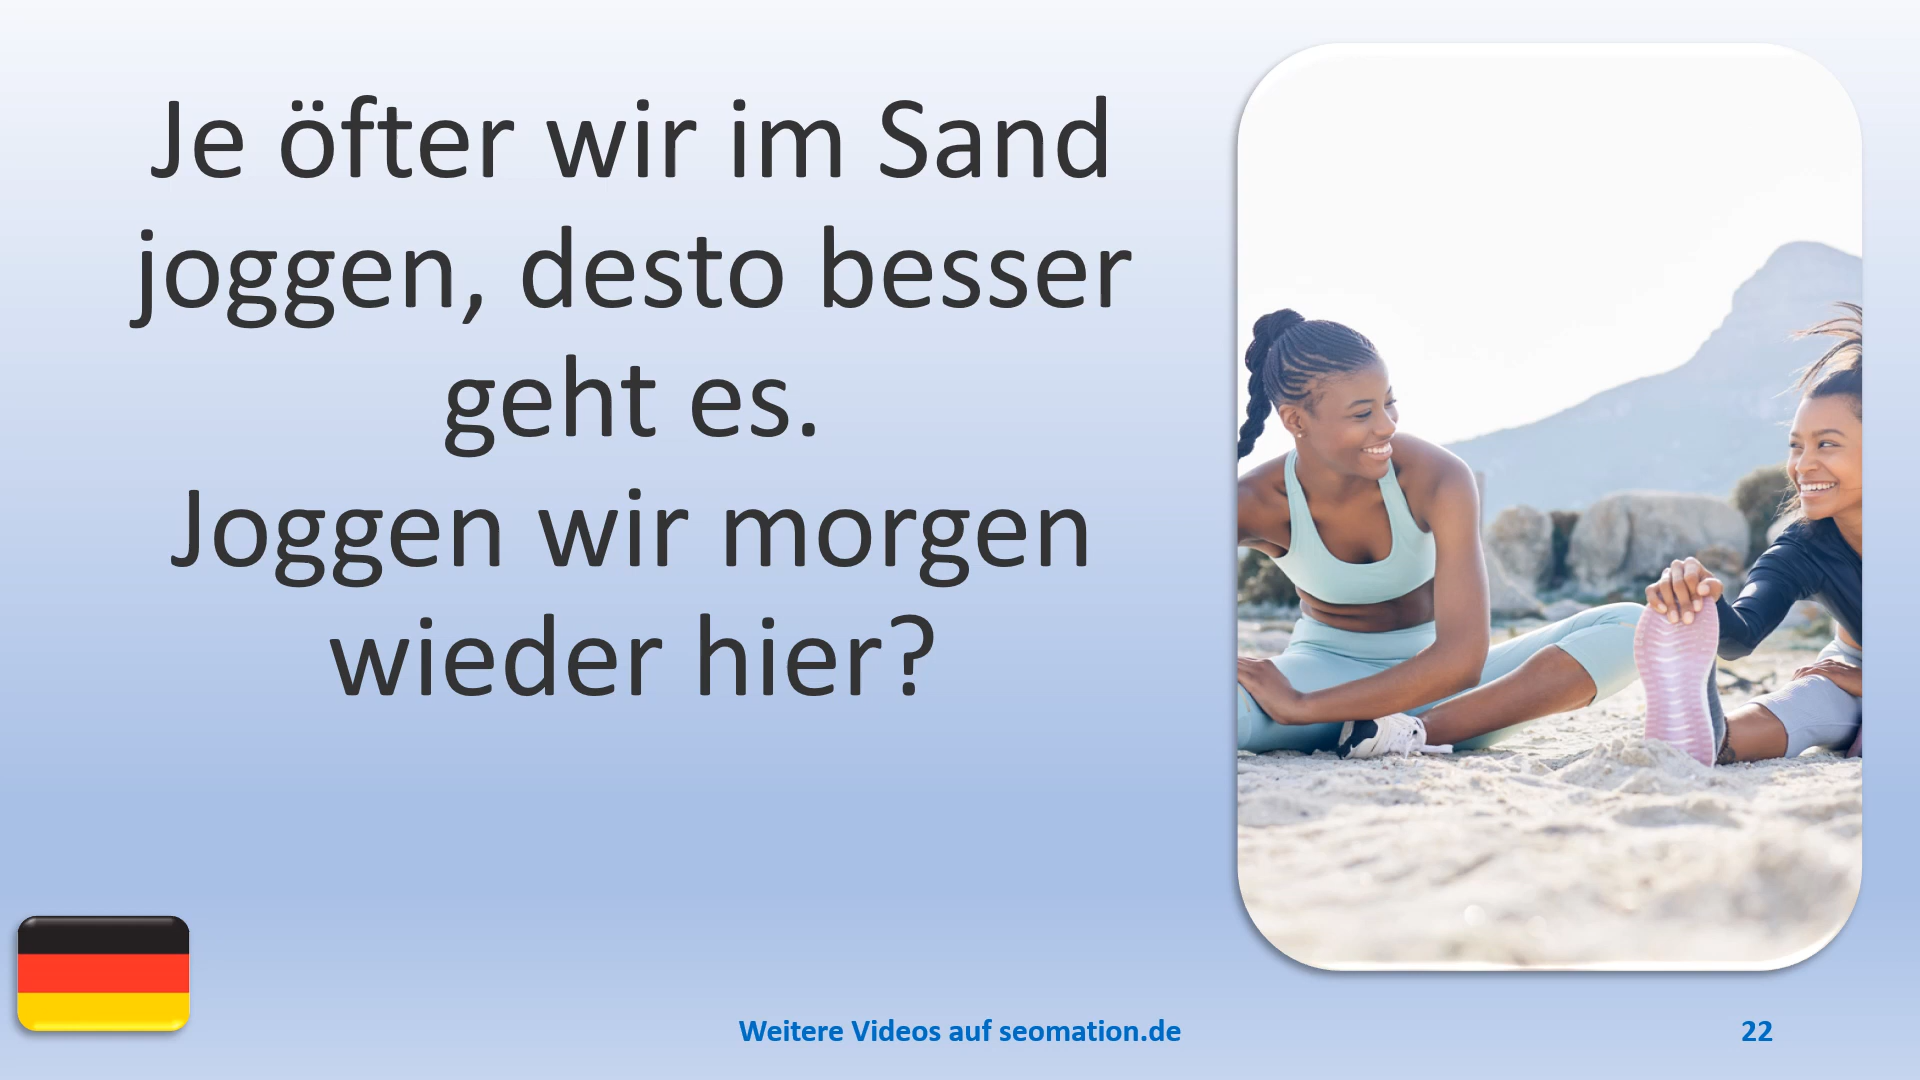 Je öfter wir im Sand
joggen, desto besser
geht es.
Joggen wir morgen
wieder hier?
Weitere Videos auf seomation.de
22